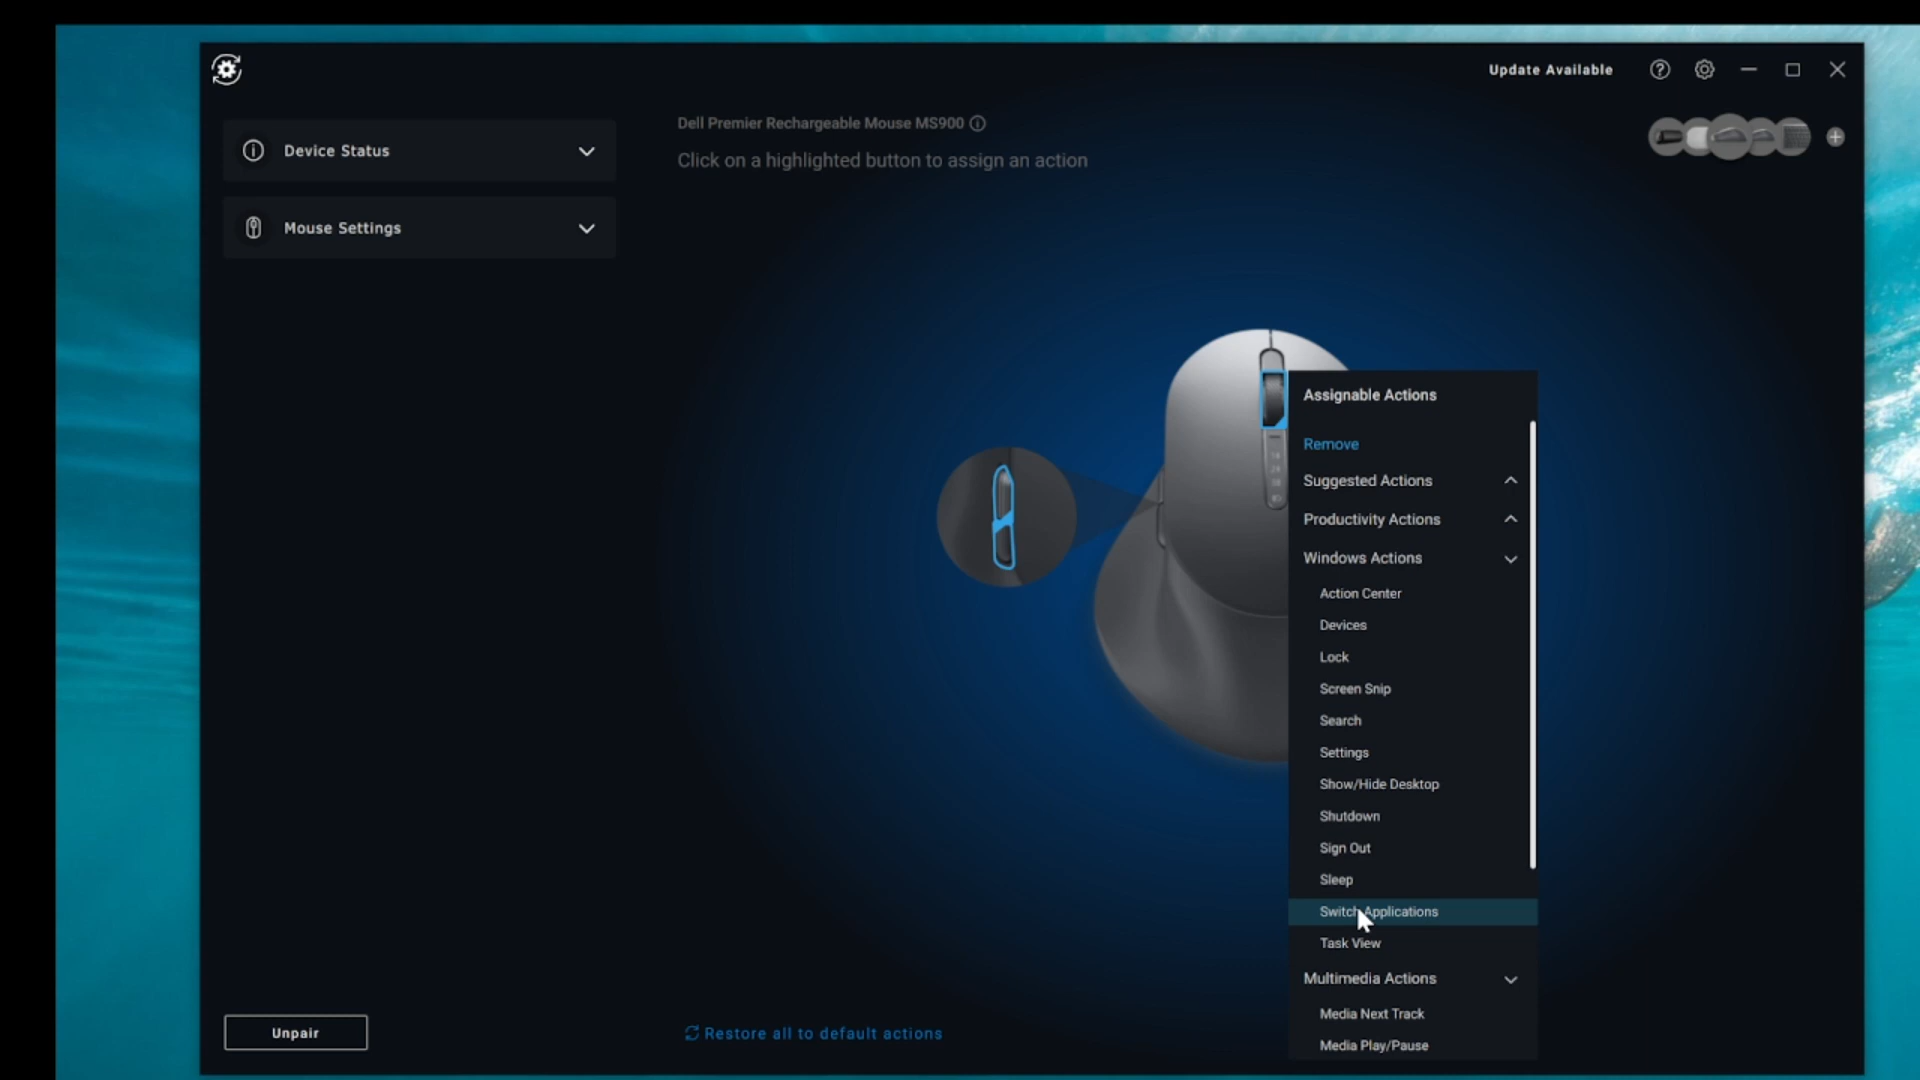 Update Available
Device Status
Mouse Settings
Dell Premier Rechargeable Mouse MS900
Click on a highlighted button to assign an action
Assignable Actions
Remove
Suggested Actions
Productivity Actions
Windows Actions
Action Center
Devices
Lock
Screen Snip
Search
Settings
Show/Hide Desktop
Shutdown
Sign Out
Sleep
Switch Applications
Task View
Multimedia Actions
Media Next Track
Media Play/Pause
Unpair
Restore all to default actions